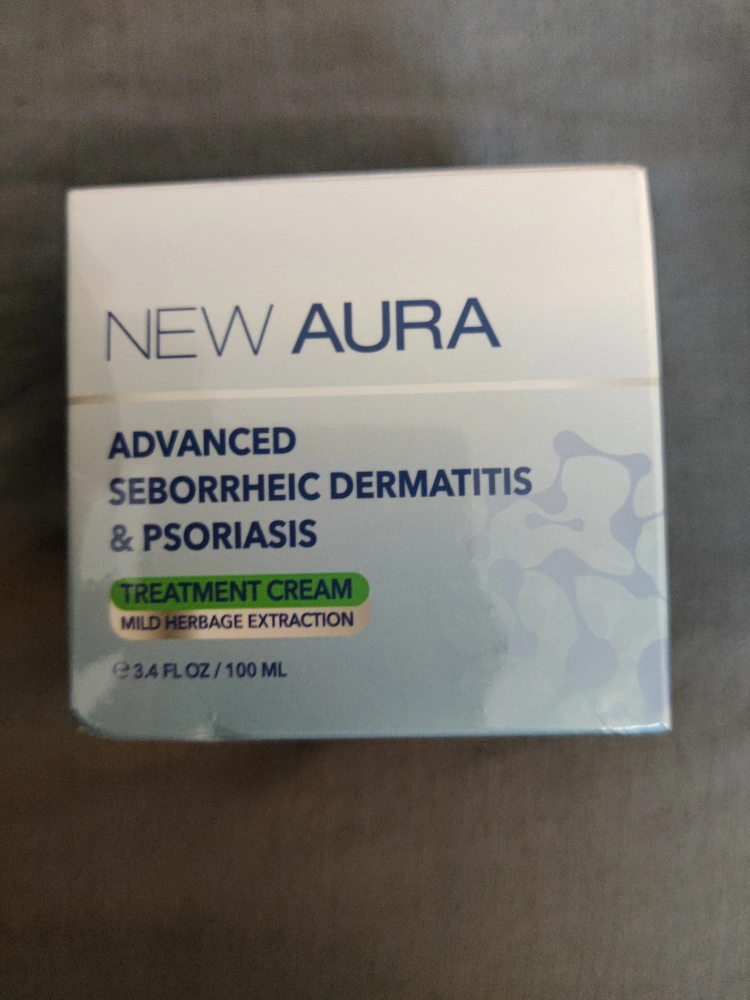 NEW AURA
ADVANCED
SEBORRHEIC DERMATITIS
& PSORIASIS
TREATMENT CREAM
MILD HERBAGE EXTRACTION
℮ 3.4 FL OZ / 100 ML